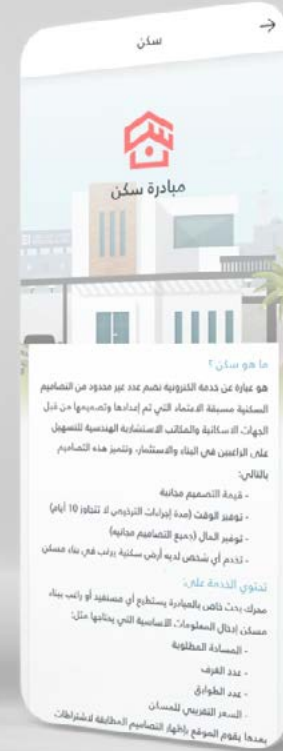 سكن
مبادرة سكن
ما هو سكن ؟
هو عبارة عن خدمة الكترونية تضم عدد غير محدود من التصاميم
السكنية مسبقة الاعتماد التي تم إعدادها وتصميمها من قبل
الجهات الاسكانية والمكاتب الاستشارية الهندسية للتسهيل
على الراغبين في البناء والاستثمار، وتتميز هذه التصاميم
بالتالي:
- قيمة التصميم مجانية
- توفير الوقت (مدة إجراءات الترخيص لا تتجاوز 10 أيام)
- توفير المال (جميع التصاميم مجانيه)
- تخدم أي شخص لديه أرض سكنية يرغب في بناء مسكن
تحتوي الخدمة على:
محرك بحث خاص بالمبادرة يستطيع أي مستفيد أو راغب ببناء
مسكن إدخال المعلومات الأساسية التي يحتاجها مثل:
- المساحة المطلوبة
- عدد الغرف
- عدد الطوابق
- السعر التقريبي للمسكن
بعدها يقوم الموقع بإظهار التصاميم المطابقة لاشتراطات